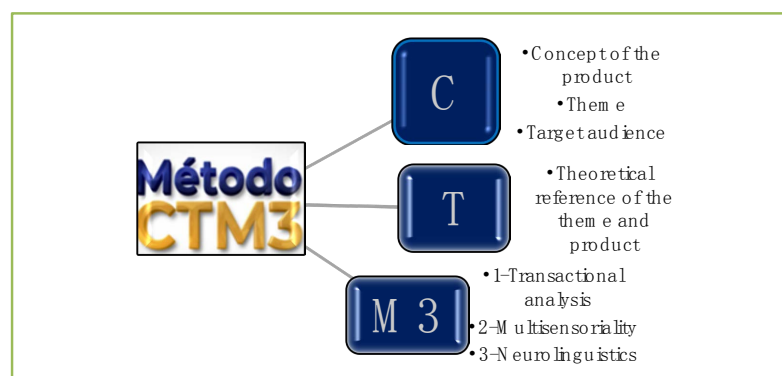 Método
CTM3
C
• Concept of the
product
• Theme
• Target audience
T
• Theoretical
reference of the
theme and
product
M 3
• 1-Transactional
analysis
• 2-Multisensoriality
• 3-Neurolinguistics